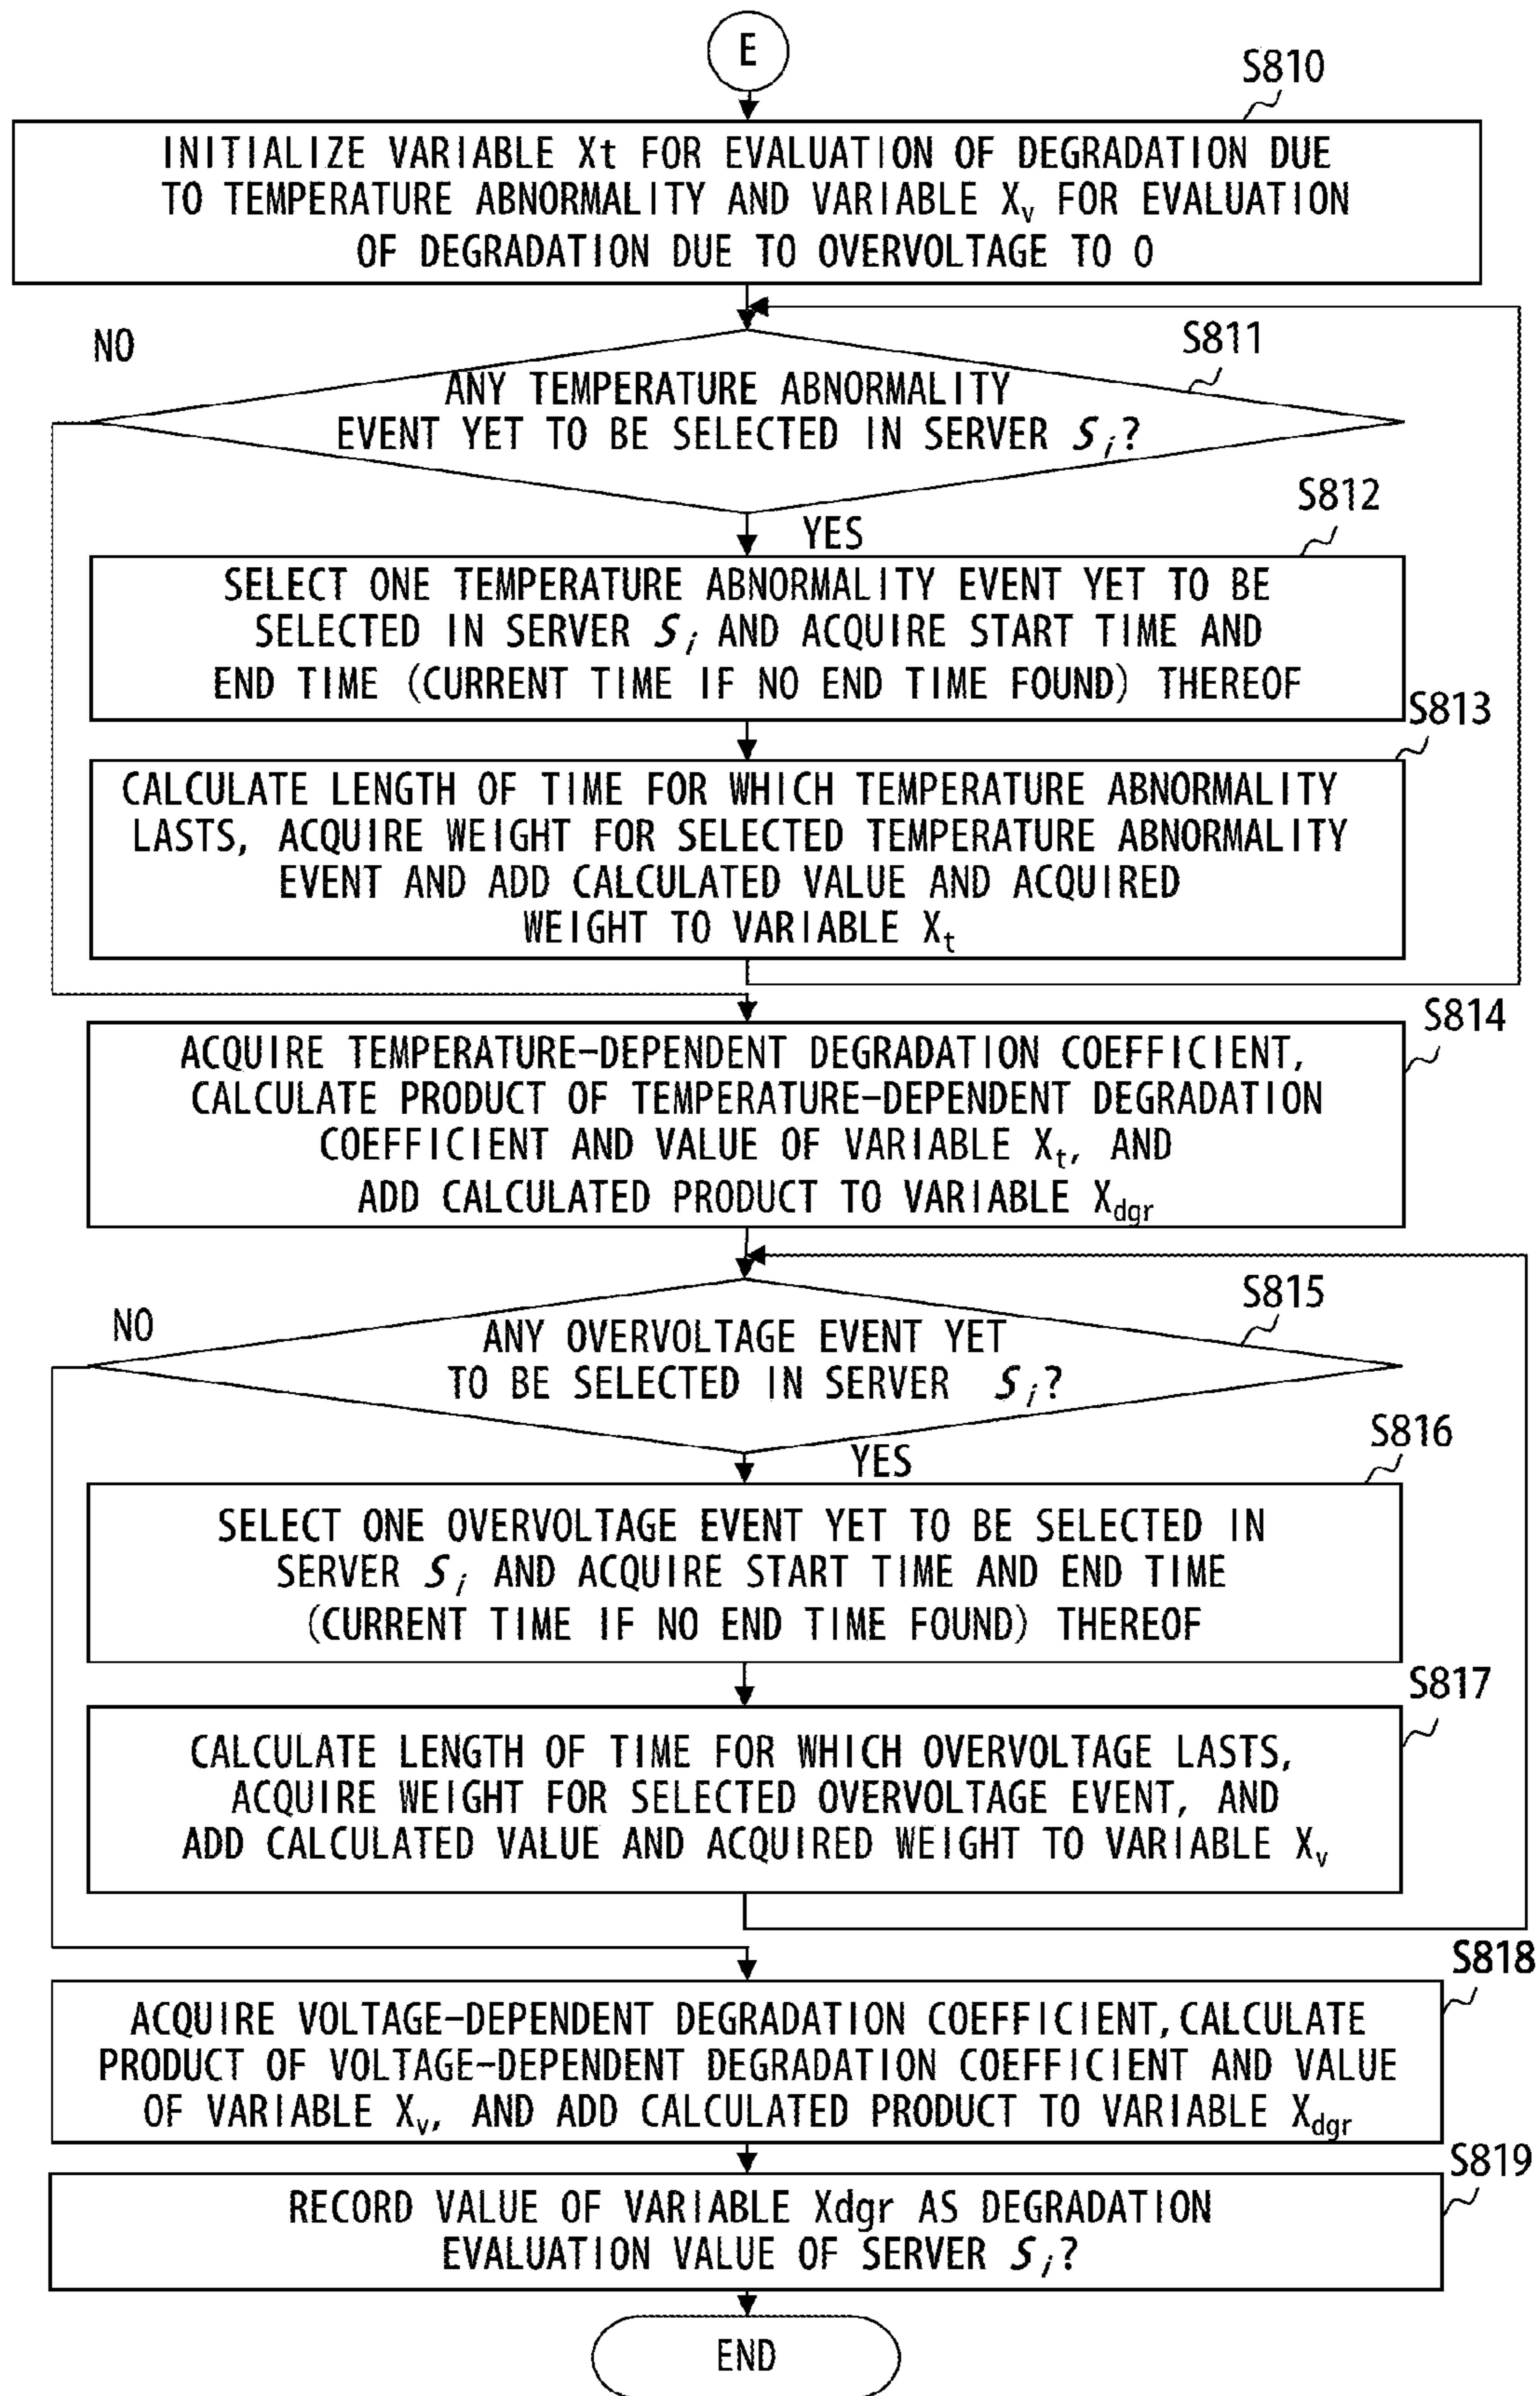 E
S810
INITIALIZE VARIABLE Xt FOR EVALUATION OF DEGRADATION DUE
TO TEMPERATURE ABNORMALITY AND VARIABLE Xv FOR EVALUATION
OF DEGRADATION DUE TO OVERVOLTAGE TO 0
NO
S811
ANY TEMPERATURE ABNORMALITY
EVENT YET TO BE SELECTED IN SERVER Si?
S812
YES
SELECT ONE TEMPERATURE ABNORMALITY EVENT YET TO BE
SELECTED IN SERVER Si AND ACQUIRE START TIME AND
END TIME (CURRENT TIME IF NO END TIME FOUND) THEREOF
S813
CALCULATE LENGTH OF TIME FOR WHICH TEMPERATURE ABNORMALITY
LASTS, ACQUIRE WEIGHT FOR SELECTED TEMPERATURE ABNORMALITY
EVENT AND ADD CALCULATED VALUE AND ACQUIRED
WEIGHT TO VARIABLE Xt
S814
ACQUIRE TEMPERATURE-DEPENDENT DEGRADATION COEFFICIENT,
CALCULATE PRODUCT OF TEMPERATURE-DEPENDENT DEGRADATION
COEFFICIENT AND VALUE OF VARIABLE Xt, AND
ADD CALCULATED PRODUCT TO VARIABLE Xdgr
S815
NO
ANY OVERVOLTAGE EVENT YET
TO BE SELECTED IN SERVER Si?
S816
YES
SELECT ONE OVERVOLTAGE EVENT YET TO BE SELECTED IN
SERVER Si AND ACQUIRE START TIME AND END TIME
(CURRENT TIME IF NO END TIME FOUND) THEREOF
S817
CALCULATE LENGTH OF TIME FOR WHICH OVERVOLTAGE LASTS,
ACQUIRE WEIGHT FOR SELECTED OVERVOLTAGE EVENT, AND
ADD CALCULATED VALUE AND ACQUIRED WEIGHT TO VARIABLE Xv
S818
ACQUIRE VOLTAGE-DEPENDENT DEGRADATION COEFFICIENT,CALCULATE
PRODUCT OF VOLTAGE-DEPENDENT DEGRADATION COEFFICIENT AND VALUE
OF VARIABLE Xv, AND ADD CALCULATED PRODUCT TO VARIABLE Xdgr
S819
RECORD VALUE OF VARIABLE Xdgr AS DEGRADATION
EVALUATION VALUE OF SERVER Si?
END